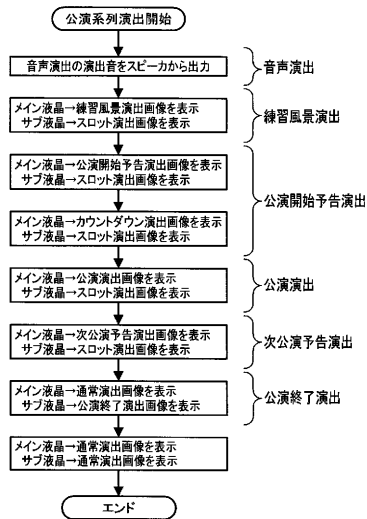 公演系列演出開始
音声演出の演出音をスピーカから出力
音声演出
メイン液晶→練習風景演出画像を表示
サブ液晶→スロット演出画像を表示
練習風景演出
メイン液晶→公演開始予告演出画像を表示
サブ液晶→スロット演出画像を表示
メイン液晶→カウントダウン演出画像を表示
サブ液晶→スロット演出画像を表示
公演開始予告演出
メイン液晶→公演演出画像を表示
サブ液晶→スロット演出画像を表示
公演演出
メイン液晶→次公演予告演出画像を表示
サブ液晶→スロット演出画像を表示
次公演予告演出
メイン液晶→通常演出画像を表示
サブ液晶→公演終了演出画像を表示
公演終了演出
メイン液晶→通常演出画像を表示
サブ液晶→通常演出画像を表示
エンド